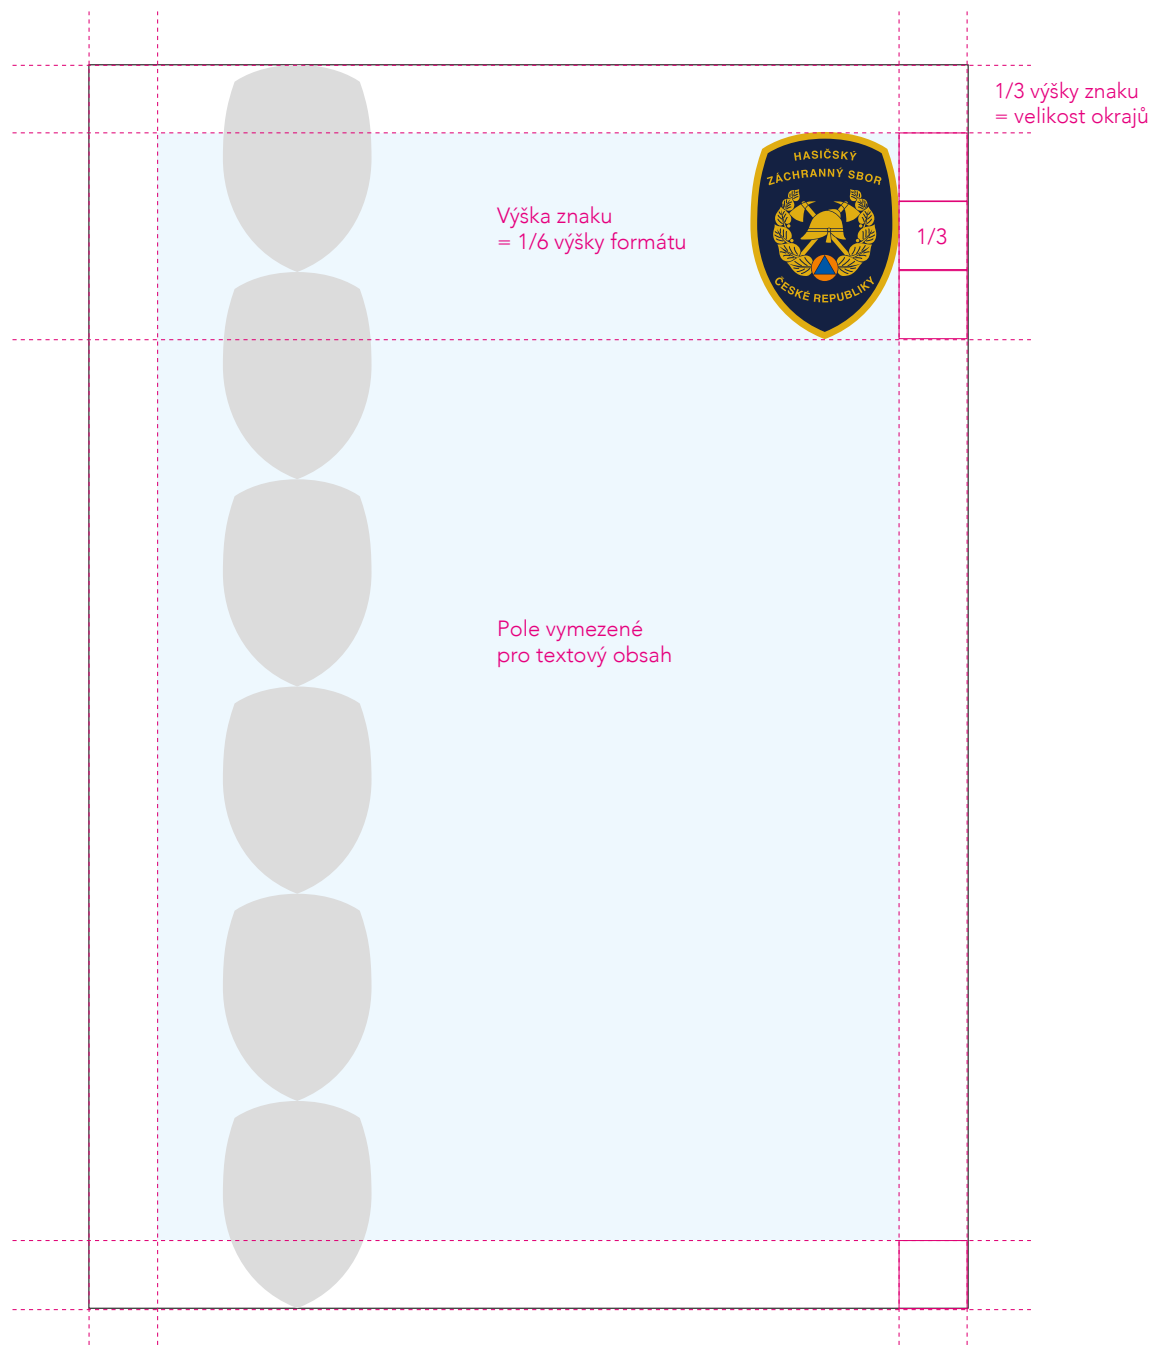 1/3 výšky znaku
= velikost okrajů
HASIČSKÝ
ZÁCHRANNÝ SBOR
ČESKÉ REPUBLIKY
Výška znaku
= 1/6 výšky formátu
1/3
Pole vymezené
pro textový obsah